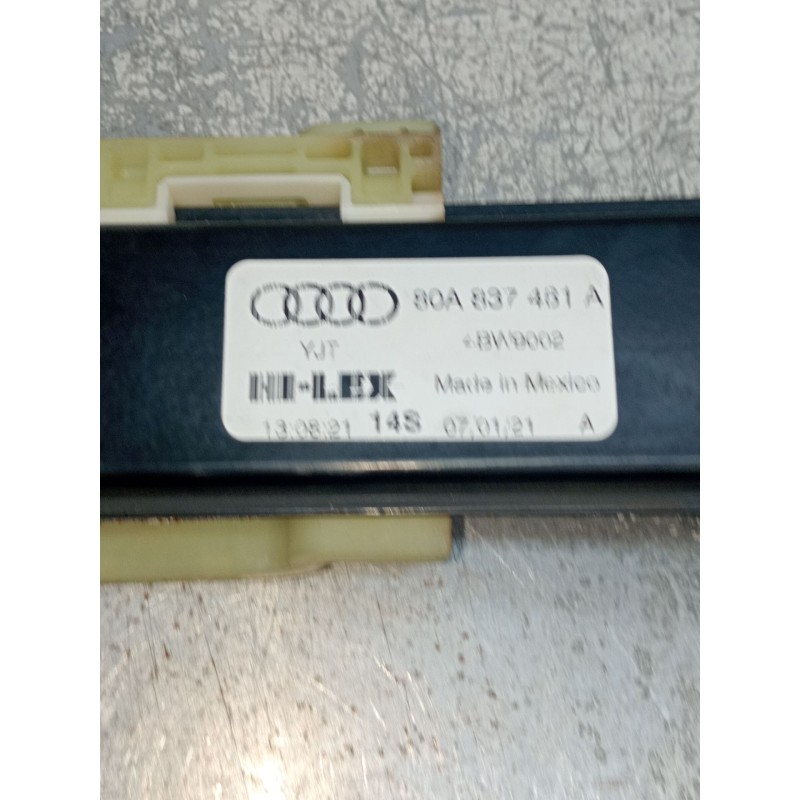 80A 837 461 A
YJT
<BW9002
HI-LEX
Made in Mexico
13:08:21 14S 07/01/21 A